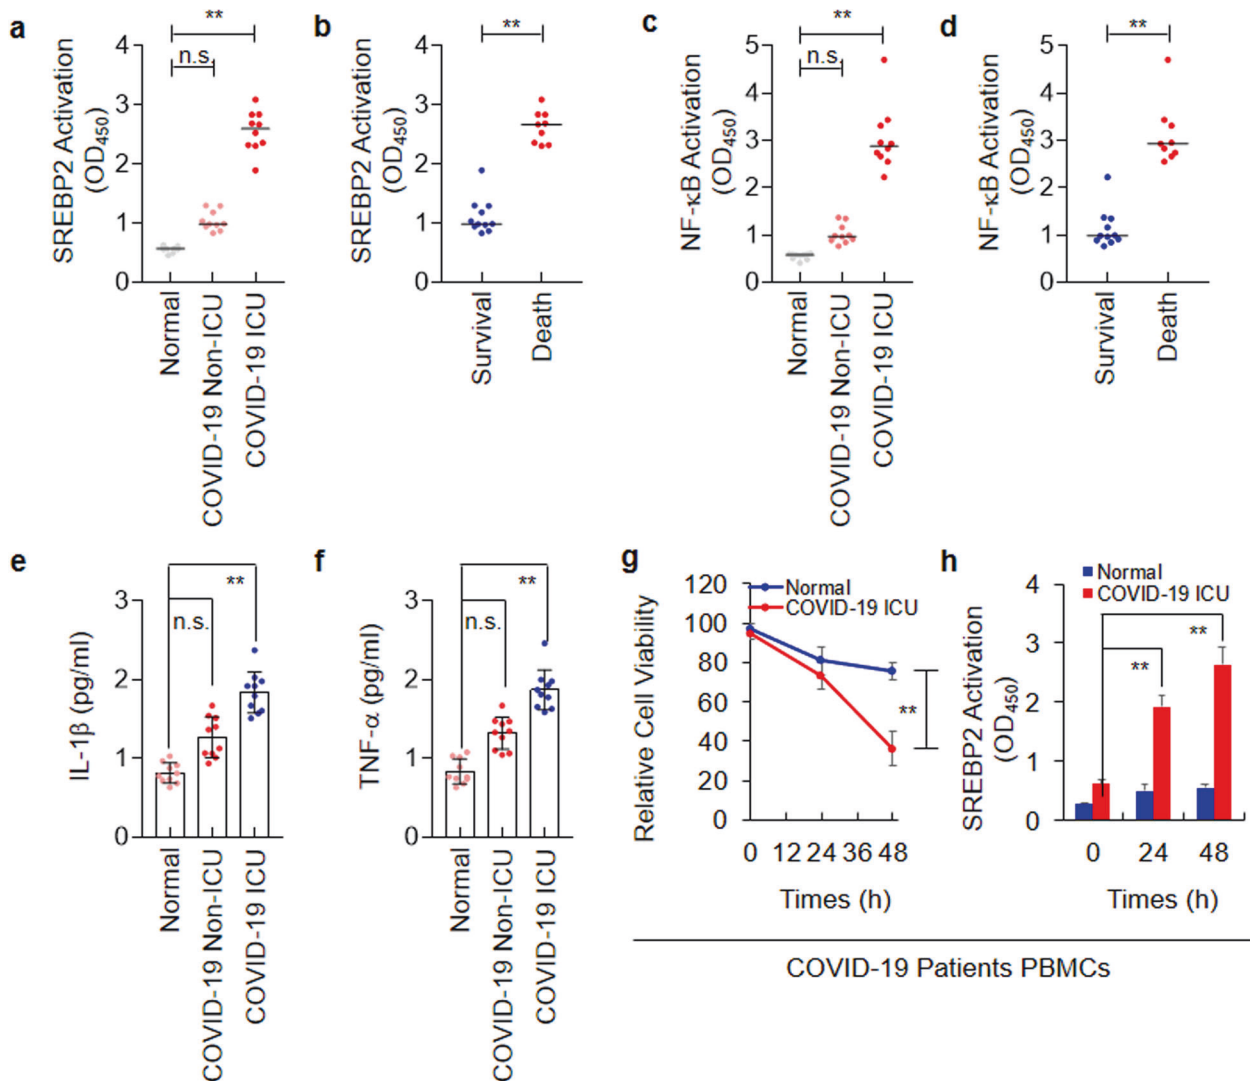 a
SREBP2 Activation
(OD450)
4
3
2
1
0
**
n.s.
Normal
COVID-19 Non-ICU
COVID-19 ICU
b
SREBP2 Activation
(OD450)
4
3
2
1
0
**
Survival
Death
c
NF-κB Activation
(OD450)
5
4
3
2
1
0
**
n.s.
Normal
COVID-19 Non-ICU
COVID-19 ICU
d
NF-κB Activation
(OD450)
5
4
3
2
1
0
**
Survival
Death
e
IL-1β (pg/ml)
3
2
1
0
**
n.s.
Normal
COVID-19 Non-ICU
COVID-19 ICU
f
TNF-α (pg/ml)
3
2
1
0
**
n.s.
Normal
COVID-19 Non-ICU
COVID-19 ICU
g
Relative Cell Viability
120
100
80
60
40
20
0
Normal
COVID-19 ICU
**
0 12 24 36 48
Times (h)
h
SREBP2 Activation
(OD450)
4
3
2
1
0
Normal
COVID-19 ICU
**
**
0 24 48
Times (h)
COVID-19 Patients PBMCs